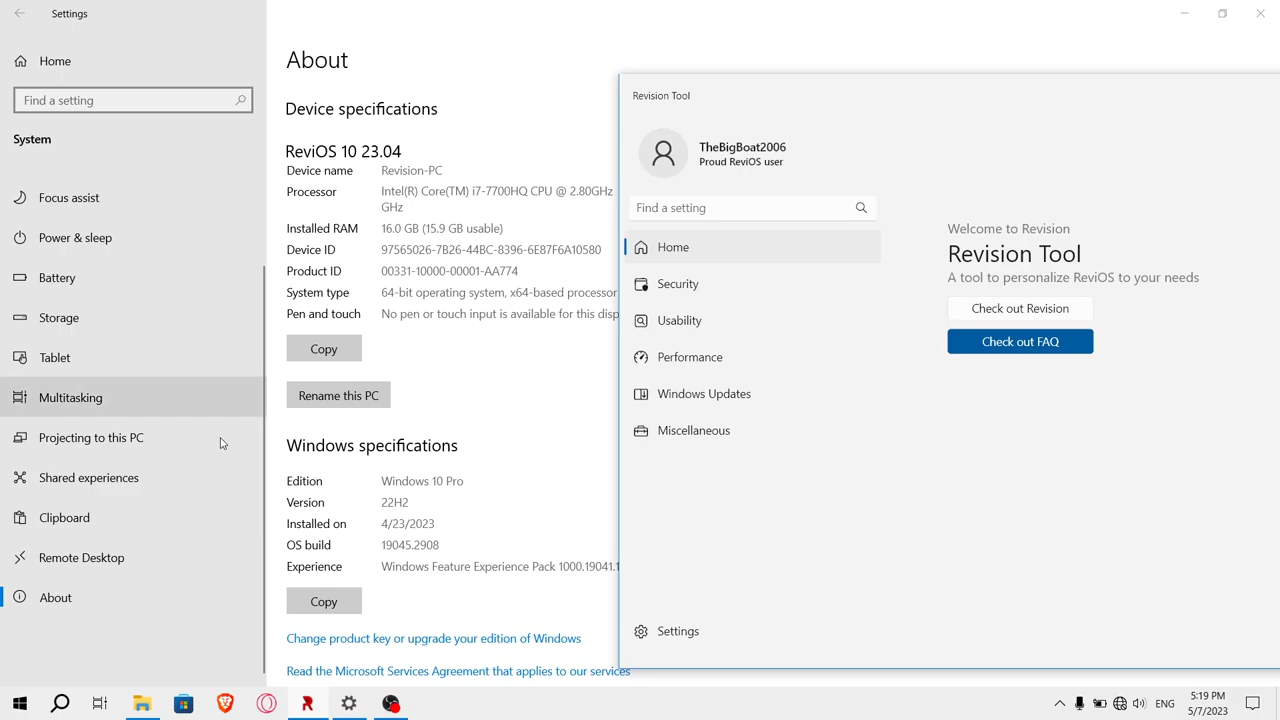 Settings
Home
Find a setting
System
Focus assist
Power & sleep
Battery
Storage
Tablet
Multitasking
Projecting to this PC
Shared experiences
Clipboard
Remote Desktop
About
About
Device specifications
ReviOS 10 23.04
Device name Revision-PC
Processor Intel(R) Core(TM) i7-7700HQ CPU @ 2.80GHz
GHz
Installed RAM 16.0 GB (15.9 GB usable)
Device ID 97565026-7B26-44BC-8396-6E87F6A10580
Product ID 00331-10000-00001-AA774
System type 64-bit operating system, x64-based processor
Pen and touch No pen or touch input is available for this disp
Copy
Rename this PC
Windows specifications
Edition Windows 10 Pro
Version 22H2
Installed on 4/23/2023
OS build 19045.2908
Experience Windows Feature Experience Pack 1000.19041.1
Copy
Change product key or upgrade your edition of Windows
Read the Microsoft Services Agreement that applies to our services
Revision Tool
TheBigBoat2006
Proud ReviOS user
Find a setting
Home
Security
Usability
Performance
Windows Updates
Miscellaneous
Settings
Welcome to Revision
Revision Tool
A tool to personalize ReviOS to your needs
Check out Revision
Check out FAQ
ENG
5:19 PM
5/7/2023